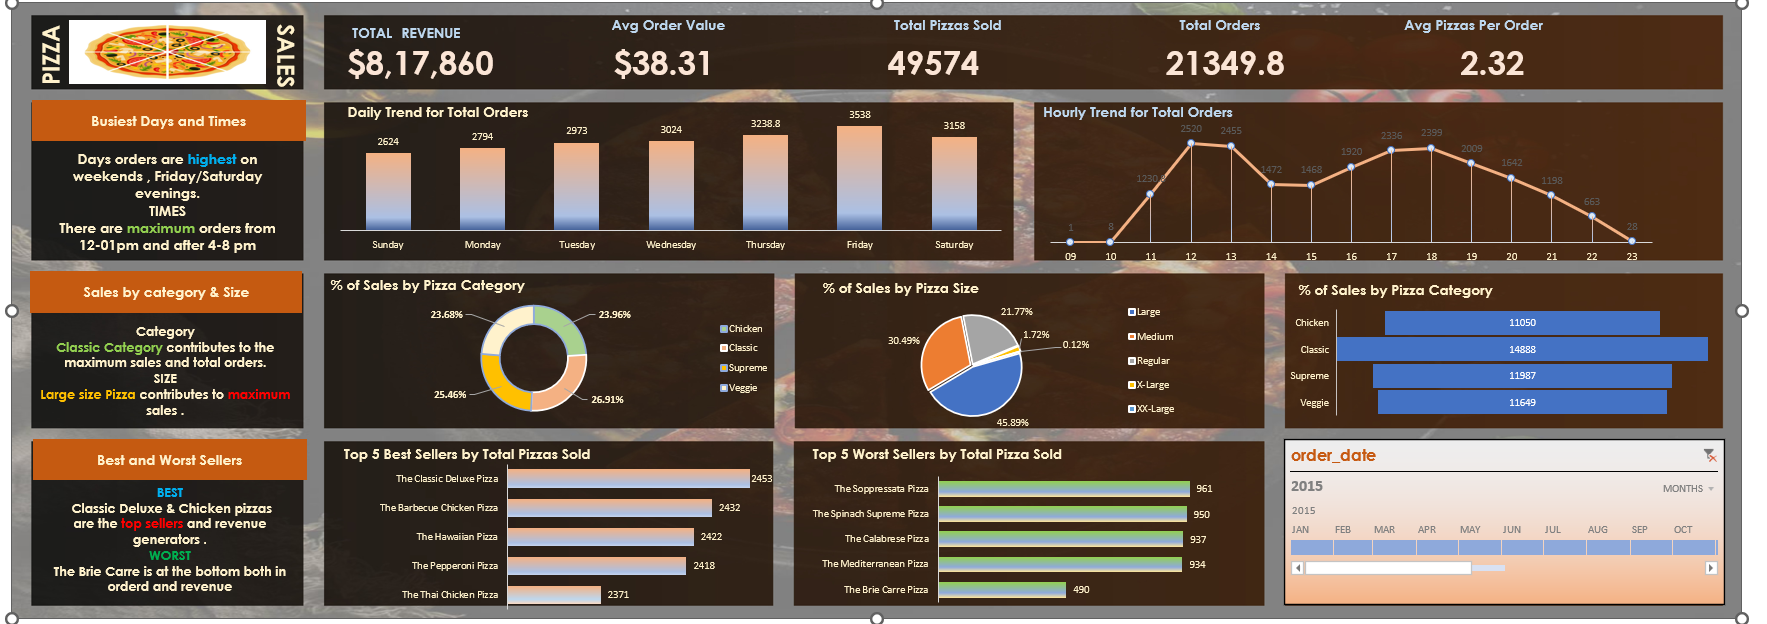 PIZZA
SALES
TOTAL REVENUE
$8,17,860
Avg Order Value
$38.31
Total Pizzas Sold
49574
Total Orders
21349.8
Avg Pizzas Per Order
2.32
Busiest Days and Times
Days orders are highest on
weekends , Friday/Saturday
evenings.
TIMES
There are maximum orders from
12-01pm and after 4-8 pm
Daily Trend for Total Orders
2624
2794
2973
3024
3238.8
3538
3158
Sunday
Monday
Tuesday
Wednesday
Thursday
Friday
Saturday
Hourly Trend for Total Orders
1
8
2520
2455
1472
1468
1920
2336
2399
2009
1642
1198
663
28
09
10
11
12
13
14
15
16
17
18
19
20
21
22
23
Sales by category & Size
Category
Classic Category contributes to the
maximum sales and total orders.
SIZE
Large size Pizza contributes to maximum
sales .
% of Sales by Pizza Category
23.68%
23.96%
25.46%
26.91%
Chicken
Classic
Supreme
Veggie
% of Sales by Pizza Size
21.77%
1.72%
0.12%
30.49%
45.89%
Large
Medium
Regular
X-Large
XX-Large
% of Sales by Pizza Category
Chicken 11050
Classic 14888
Supreme 11987
Veggie 11649
Best and Worst Sellers
BEST
Classic Deluxe & Chicken pizzas
are the top sellers and revenue
generators .
WORST
The Brie Carre is at the bottom both in
orderd and revenue
Top 5 Best Sellers by Total Pizzas Sold
The Classic Deluxe Pizza 2453
The Barbecue Chicken Pizza 2432
The Hawaiian Pizza 2422
The Pepperoni Pizza 2418
The Thai Chicken Pizza 2371
Top 5 Worst Sellers by Total Pizza Sold
The Soppressata Pizza 961
The Spinach Supreme Pizza 950
The Calabrese Pizza 937
The Mediterranean Pizza 934
The Brie Carre Pizza 490
order_date
2015
MONTHS
2015
JAN FEB MAR APR MAY JUN JUL AUG SEP OCT